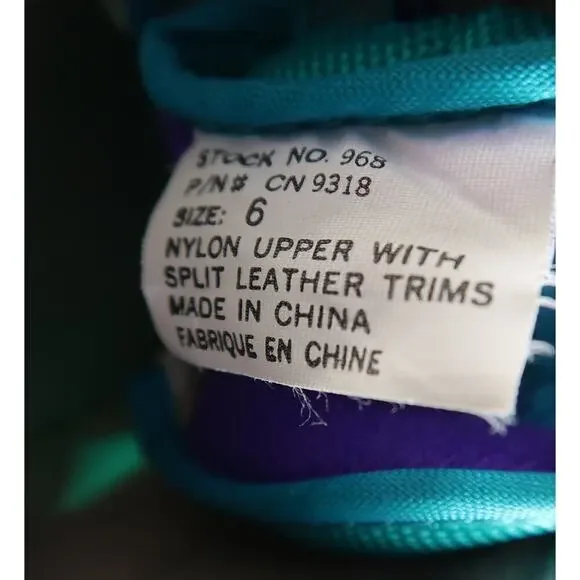 STOCK NO. 968
P/N# CN 9318
SIZE: 6
NYLON UPPER WITH
SPLIT LEATHER TRIMS
MADE IN CHINA
FABRIQUE EN CHINE